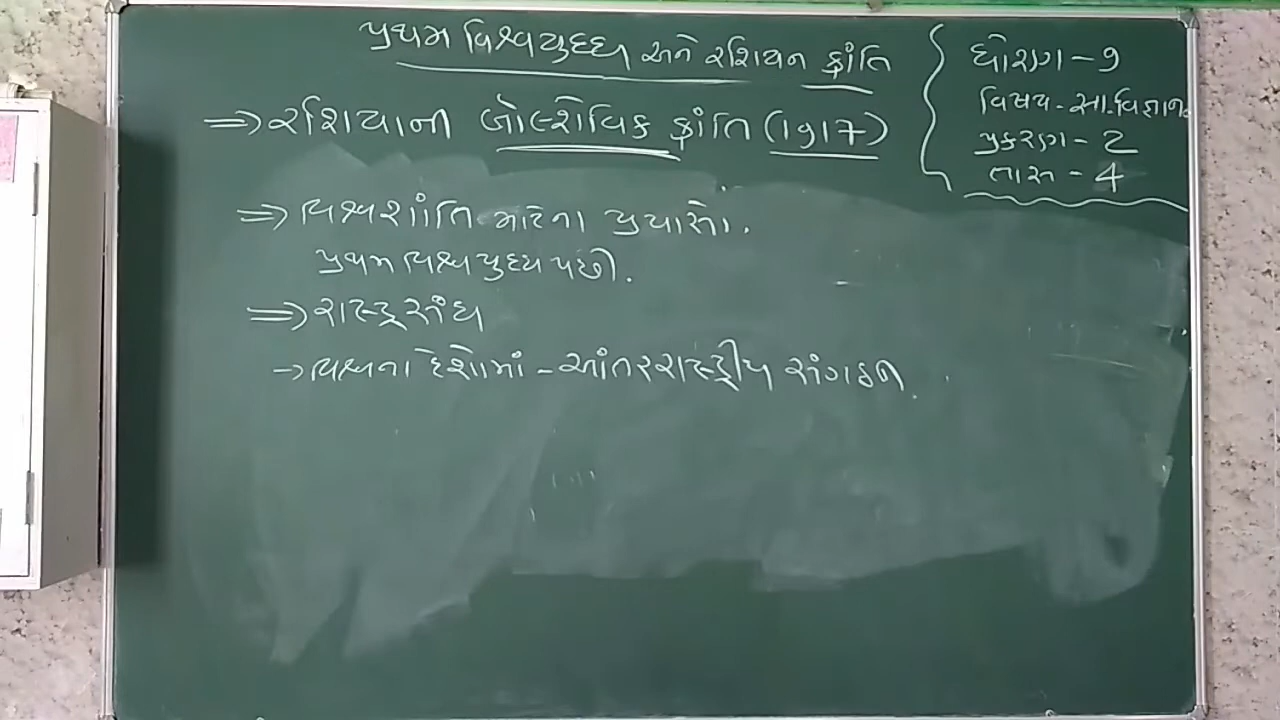 પ્રથમ વિશ્વયુદ્ધ અને રશિયન ક્રાંતિ
ધોરણ - 9
વિષય - સા.વિજ્ઞાન
પ્રકરણ - 2
તાસ - 4
⇒ રશિયાની બોલ્શેવિક ક્રાંતિ (1917)
⇒ વિશ્વશાંતિ માટેના પ્રયાસો.
પ્રથમ વિશ્વયુદ્ધ પછી.
⇒ રાષ્ટ્રસંઘ
→ વિશ્વના દેશોમાં - આંતરરાષ્ટ્રીય સંગઠન.